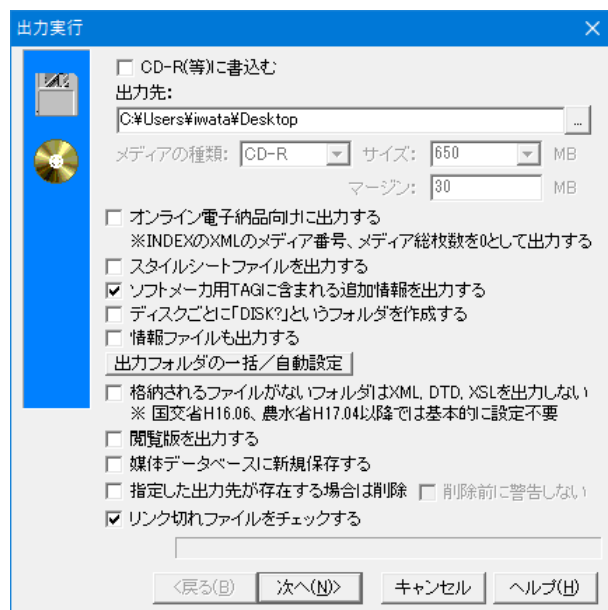 出力実行
CD-R(等)に書込む
出力先:
C:¥Users¥iwata¥Desktop
...
メディアの種類: CD-R サイズ: 650 MB
マージン: 30 MB
オンライン電子納品向けに出力する
※INDEXのXMLのメディア番号、メディア総枚数を0として出力する
スタイルシートファイルを出力する
ソフトメーカ用TAGに含まれる追加情報を出力する
ディスクごとに「DISK?」というフォルダを作成する
情報ファイルも出力する
出力フォルダの一括/自動設定
格納されるファイルがないフォルダはXML, DTD, XSLを出力しない
※ 国交省H16.06、農水省H17.04以降では基本的に設定不要
閲覧版を出力する
媒体データベースに新規保存する
指定した出力先が存在する場合は削除 削除前に警告しない
リンク切れファイルをチェックする
<戻る(B) 次へ(N)> キャンセル ヘルプ(H)